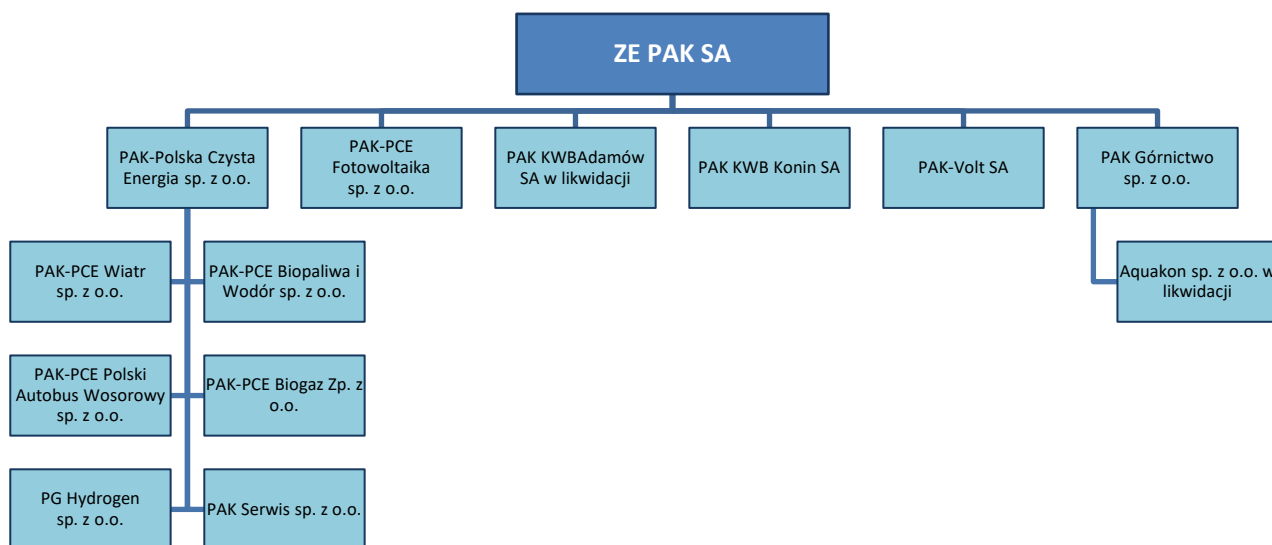 ZE PAK SA
PAK-Polska Czysta
Energia sp. z o.o.
PAK-PCE
Fotowoltaika
sp. z o.o.
PAK KWBAdamów
SA w likwidacji
PAK KWB Konin SA
PAK-Volt SA
PAK Górnictwo
sp. z o.o.
PAK-PCE Wiatr
sp. z o.o.
PAK-PCE Biopaliwa i
Wodór sp. z o.o.
Aquakon sp. z o.o. w
likwidacji
PAK-PCE Polski
Autobus Wosorowy
sp. z o.o.
PAK-PCE Biogaz Zp. z
o.o.
PG Hydrogen
sp. z o.o.
PAK Serwis sp. z o.o.